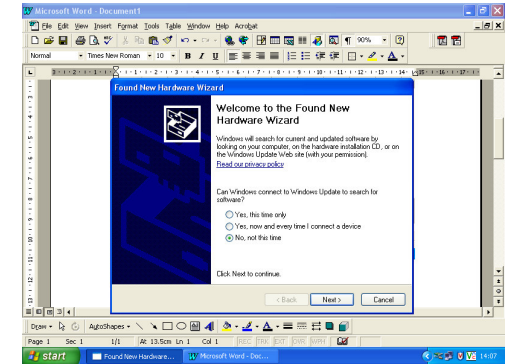 Microsoft Word - Document1
File Edit View Insert Format Tools Table Window Help Acrobat
¶ 90%
Normal Times New Roman 10 B I U
Found New Hardware Wizard
Welcome to the Found New
Hardware Wizard
Windows will search for current and updated software by
looking on your computer, on the hardware installation CD, or on
the Windows Update Web site (with your permission).
Read our privacy policy
Can Windows connect to Windows Update to search for
software?
Yes, this time only
Yes, now and every time I connect a device
No, not this time
Click Next to continue.
< Back Next > Cancel
Draw AutoShapes
Page 1 Sec 1 1/1 At 13.5cm Ln 1 Col 1 REC TRK EXT OVR WPH
start Found New Hardware... Microsoft Word - Doc... 14:07